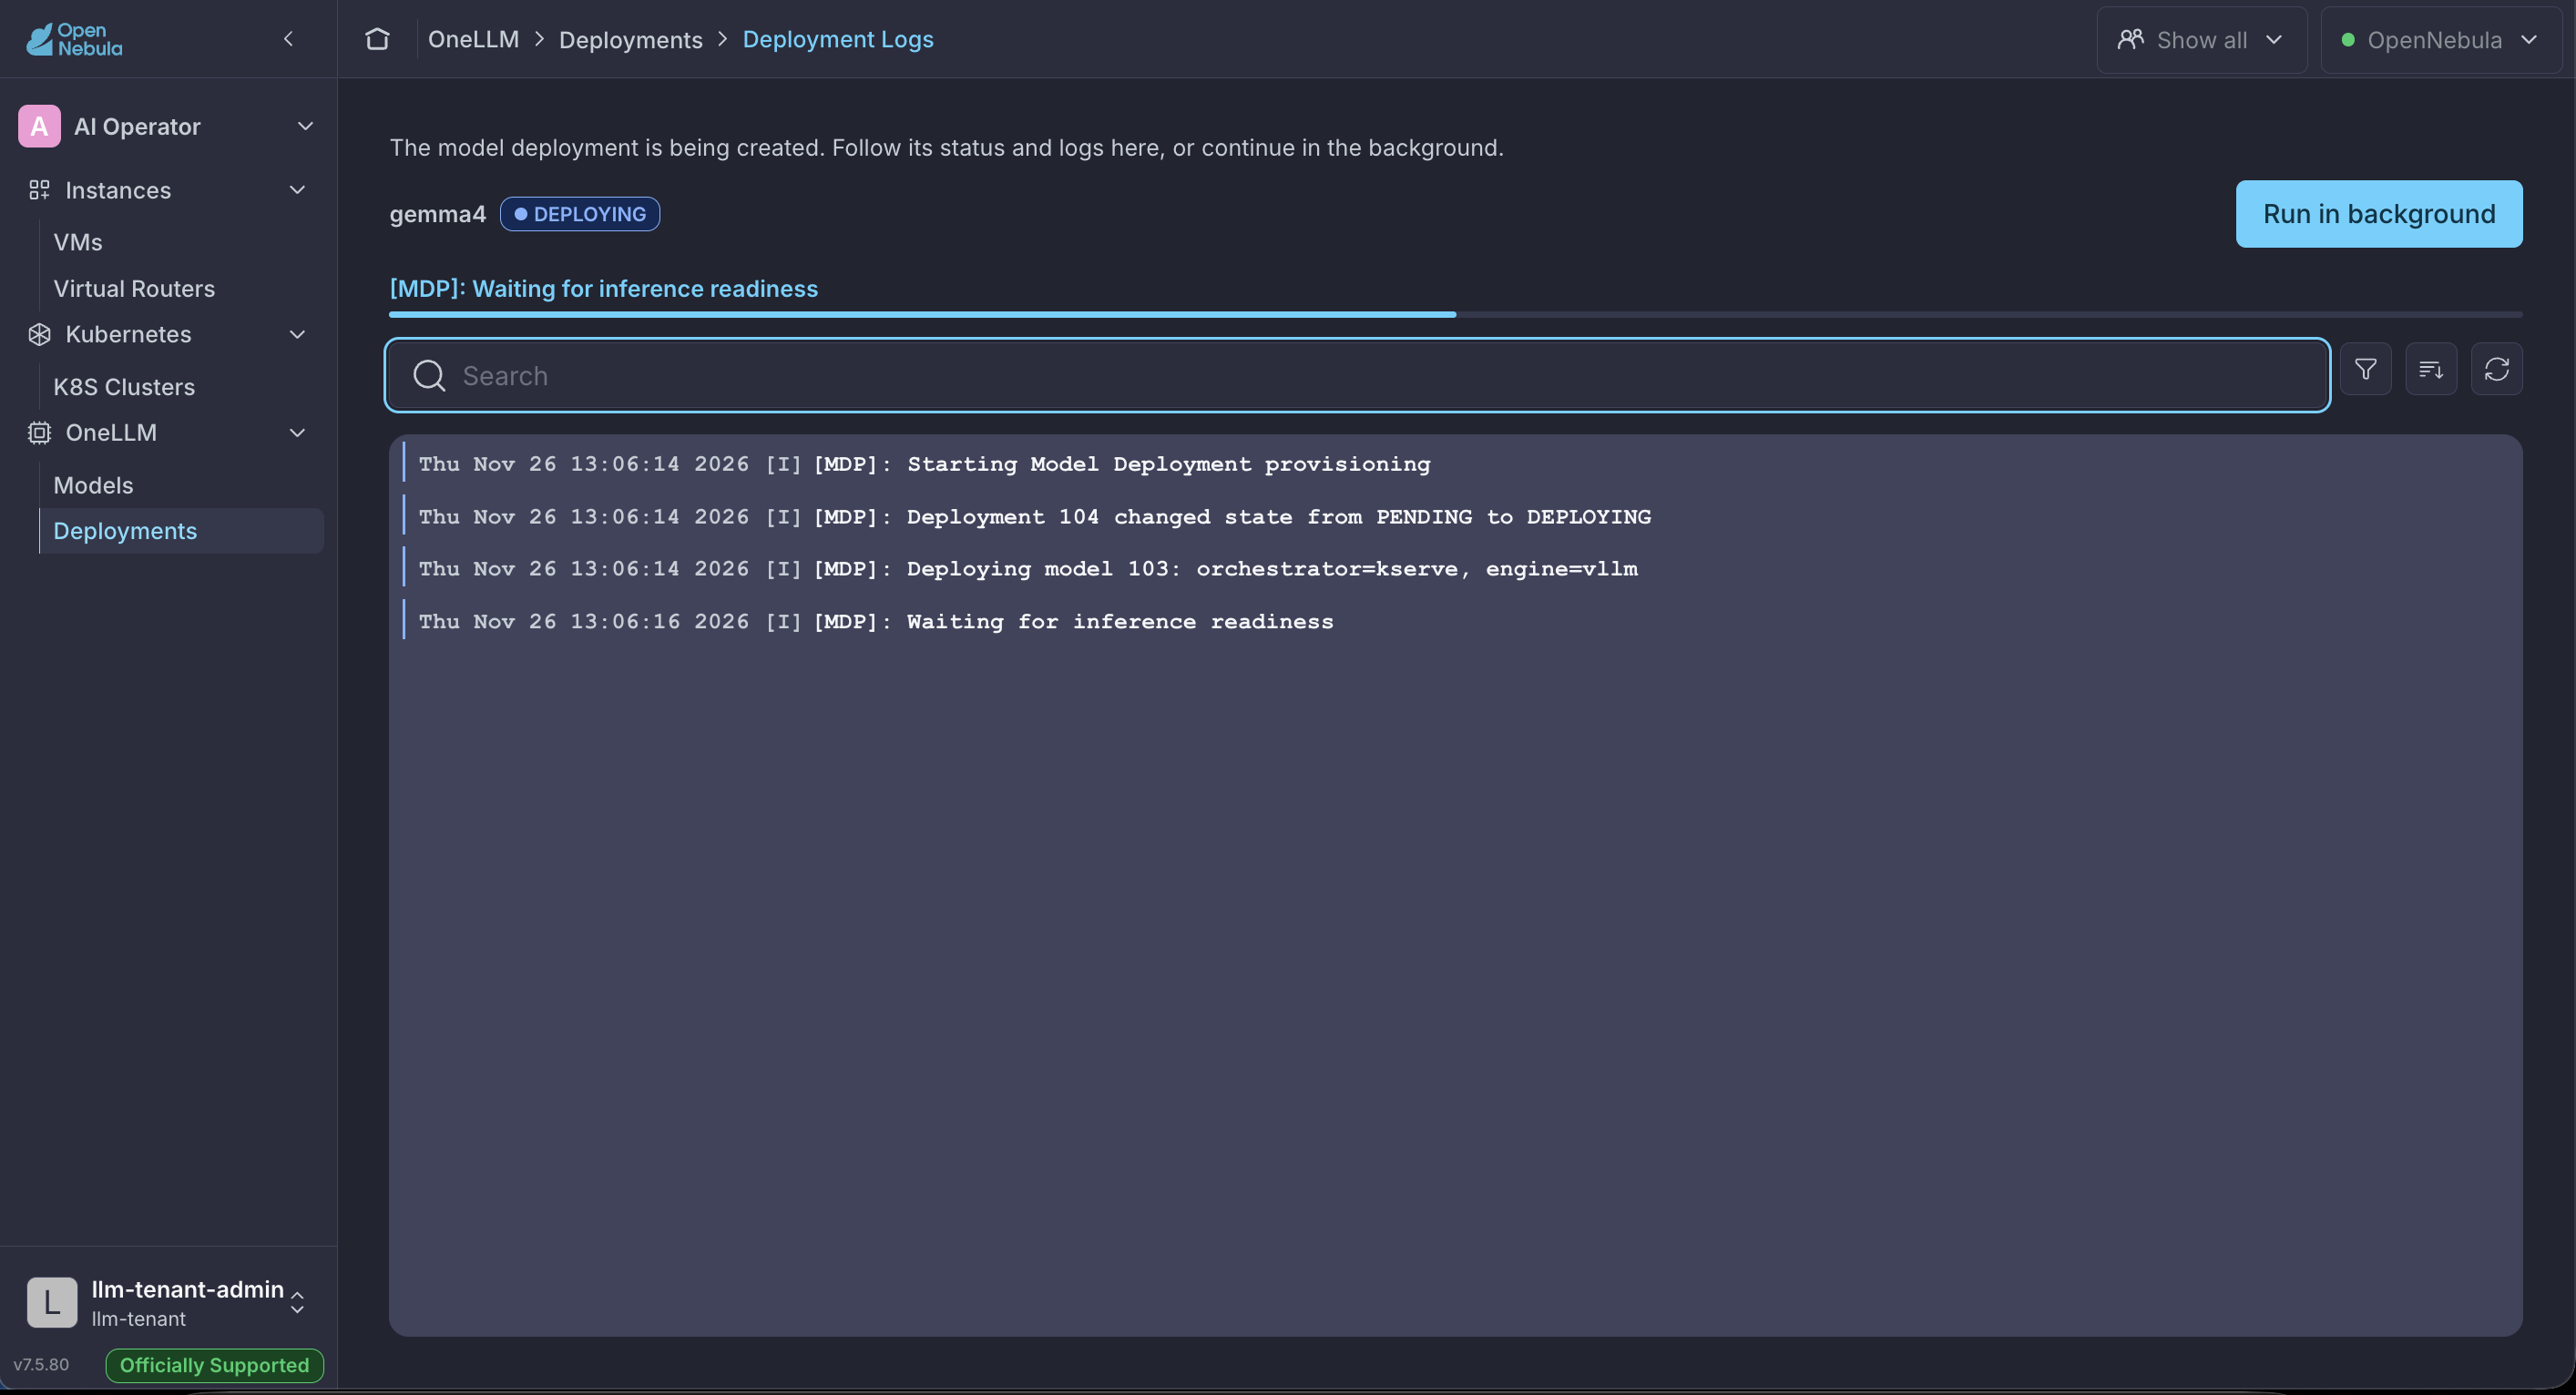 Open
Nebula
OneLLM > Deployments > Deployment Logs
Show all
OpenNebula
A AI Operator
Instances
VMs
Virtual Routers
Kubernetes
K8S Clusters
OneLLM
Models
Deployments
The model deployment is being created. Follow its status and logs here, or continue in the background.
gemma4 DEPLOYING
Run in background
[MDP]: Waiting for inference readiness
Search
Thu Nov 26 13:06:14 2026 [I] [MDP]: Starting Model Deployment provisioning
Thu Nov 26 13:06:14 2026 [I] [MDP]: Deployment 104 changed state from PENDING to DEPLOYING
Thu Nov 26 13:06:14 2026 [I] [MDP]: Deploying model 103: orchestrator=kserve, engine=vllm
Thu Nov 26 13:06:16 2026 [I] [MDP]: Waiting for inference readiness
L
llm-tenant-admin
llm-tenant
v7.5.80
Officially Supported